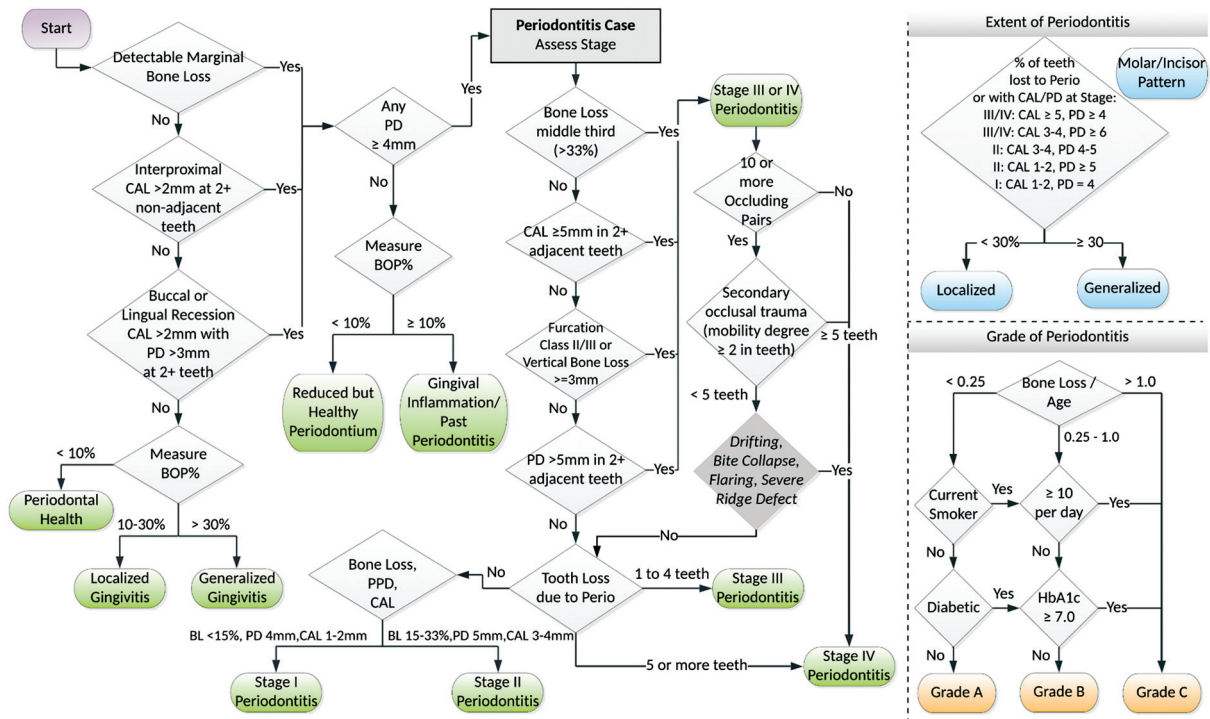 Start
Detectable Marginal
Bone Loss
Yes
No
Interproximal
CAL >2mm at 2+
non-adjacent
teeth
Yes
No
Buccal or
Lingual Recession
CAL >2mm with
PD >3mm
at 2+ teeth
Yes
No
Measure
BOP%
< 10%
Periodontal
Health
10-30%
> 30%
Localized
Gingivitis
Generalized
Gingivitis
Any
PD
≥ 4mm
Yes
No
Measure
BOP%
< 10%
≥ 10%
Reduced but
Healthy
Periodontium
Gingival
Inflammation/
Past
Periodontitis
Periodontitis Case
Assess Stage
Bone Loss
middle third
(>33%)
Yes
No
CAL ≥5mm in 2+
adjacent teeth
Yes
No
Furcation
Class II/III or
Vertical Bone Loss
>=3mm
Yes
No
PD >5mm in 2+
adjacent teeth
Yes
No
Tooth Loss
due to Perio
No
1 to 4 teeth
Stage III
Periodontitis
5 or more teeth
Bone Loss,
PPD,
CAL
BL <15%, PD 4mm,CAL 1-2mm
BL 15-33%,PD 5mm,CAL 3-4mm
Stage I
Periodontitis
Stage II
Periodontitis
Stage III or IV
Periodontitis
10 or
more
Occluding
Pairs
No
Yes
Secondary
occlusal trauma
(mobility degree
≥ 2 in teeth)
≥ 5 teeth
< 5 teeth
Drifting,
Bite Collapse,
Flaring, Severe
Ridge Defect
Yes
No
Stage IV
Periodontitis
Extent of Periodontitis
% of teeth
lost to Perio
or with CAL/PD at Stage:
III/IV: CAL ≥ 5, PD ≥ 4
III/IV: CAL 3-4, PD ≥ 6
II: CAL 3-4, PD 4-5
II: CAL 1-2, PD ≥ 5
I: CAL 1-2, PD = 4
Molar/Incisor
Pattern
< 30%
≥ 30
Localized
Generalized
Grade of Periodontitis
Bone Loss /
Age
< 0.25
> 1.0
0.25 - 1.0
Current
Smoker
Yes
≥ 10
per day
Yes
No
No
Diabetic
Yes
HbA1c
≥ 7.0
Yes
No
No
Grade A
Grade B
Grade C